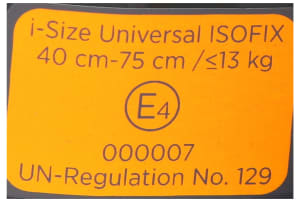 i-Size Universal ISOFIX
40 cm-75 cm /≤13 kg
E4
000007
UN-Regulation No. 129